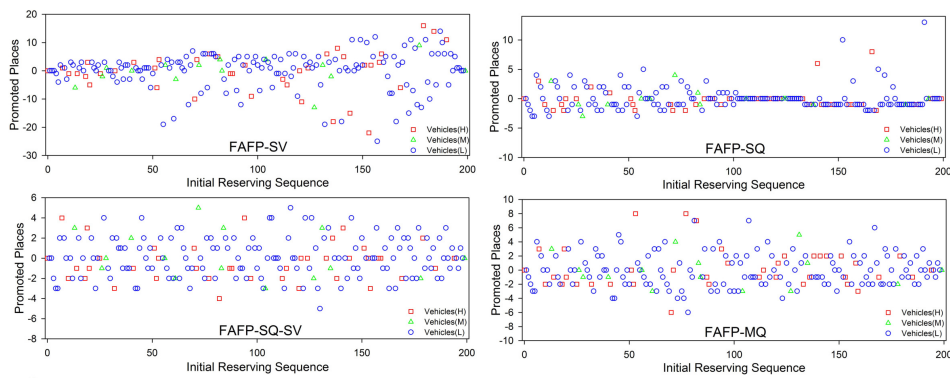 20
10
0
-10
-20
-30
Promoted Places
0 50 100 150 200
Vehicles(H)
Vehicles(M)
Vehicles(L)
FAFP-SV
Initial Reserving Sequence
15
10
5
0
-5
-10
Promoted Places
0 50 100 150 200
Vehicles(H)
Vehicles(M)
Vehicles(L)
FAFP-SQ
Initial Reserving Sequence
6
4
2
0
-2
-4
-6
-8
Promoted Places
0 50 100 150 200
Vehicles(H)
Vehicles(M)
Vehicles(L)
FAFP-SQ-SV
Initial Reserving Sequence
10
8
6
4
2
0
-2
-4
-6
-8
-10
Promoted Places
0 50 100 150 200
Vehicles(H)
Vehicles(M)
Vehicles(L)
FAFP-MQ
Initial Reserving Sequence